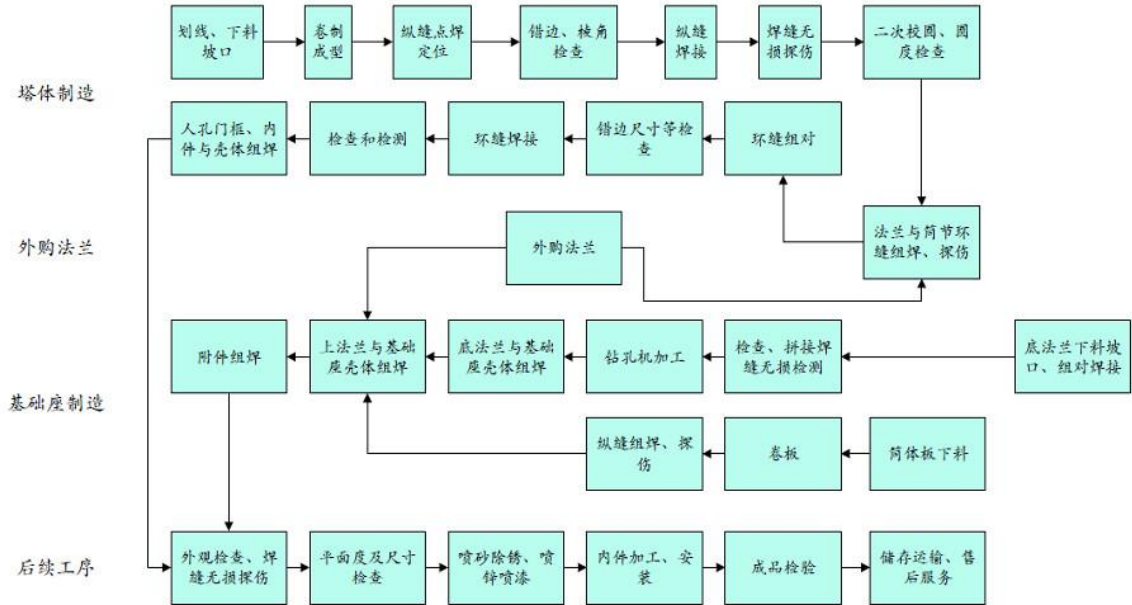 划线、下料
坡口
卷制
成型
纵缝点焊
定位
错边、棱角
检查
纵缝
焊接
焊缝无
损探伤
二次校圆、圆
度检查
塔体制造
人孔门框、内
件与壳体组焊
检查和检测
环缝焊接
错边尺寸等检
查
环缝组对
外购法兰
外购法兰
法兰与筒节环
缝组焊、探伤
附件组焊
上法兰与基础
座壳体组焊
底法兰与基础
座壳体组焊
钻孔机加工
检查、拼接焊
缝无损检测
底法兰下料坡
口、组对焊接
基础座制造
纵缝组焊、探
伤
卷板
筒体板下料
后续工序
外观检查、焊
缝无损探伤
平面度及尺寸
检查
喷砂除锈、喷
锌喷漆
内件加工、安
装
成品检验
储存运输、售
后服务